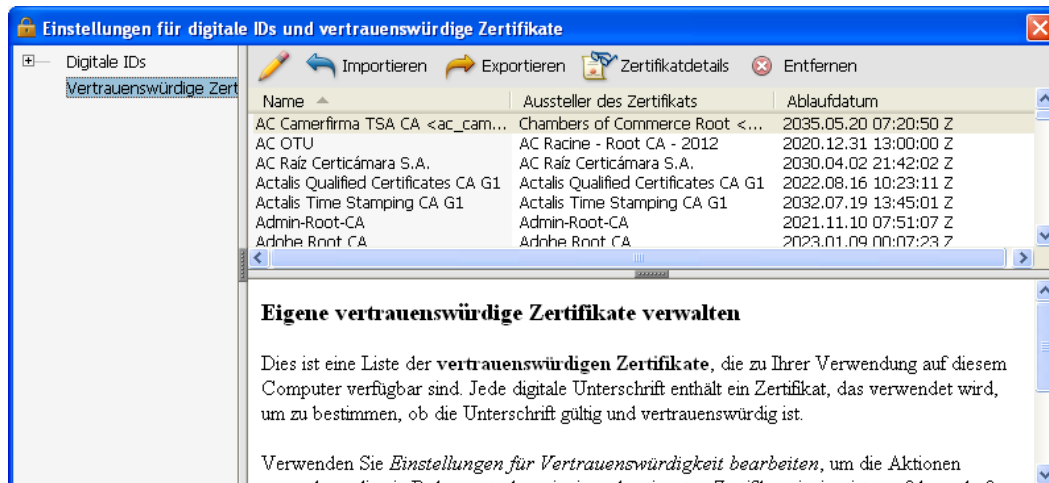 Einstellungen für digitale IDs und vertrauenswürdige Zertifikate
Digitale IDs
Vertrauenswürdige Zert
Importieren Exportieren Zertifikatdetails Entfernen
Name Aussteller des Zertifikats Ablaufdatum
AC Camerfirma TSA CA <ac_cam... Chambers of Commerce Root <... 2035.05.20 07:20:50 Z
AC OTU AC Racine - Root CA - 2012 2020.12.31 13:00:00 Z
AC Raíz Certicámara S.A. AC Raíz Certicámara S.A. 2030.04.02 21:42:02 Z
Actalis Qualified Certificates CA G1 Actalis Qualified Certificates CA G1 2022.08.16 10:23:11 Z
Actalis Time Stamping CA G1 Actalis Time Stamping CA G1 2032.07.19 13:45:01 Z
Admin-Root-CA Admin-Root-CA 2021.11.10 07:51:07 Z
Adobe Root CA Adobe Root CA 2023.01.09 00:07:23 Z
Eigene vertrauenswürdige Zertifikate verwalten
Dies ist eine Liste der vertrauenswürdigen Zertifikate, die zu Ihrer Verwendung auf diesem
Computer verfügbar sind. Jede digitale Unterschrift enthält ein Zertifikat, das verwendet wird,
um zu bestimmen, ob die Unterschrift gültig und vertrauenswürdig ist.
Verwenden Sie Einstellungen für Vertrauenswürdigkeit bearbeiten, um die Aktionen